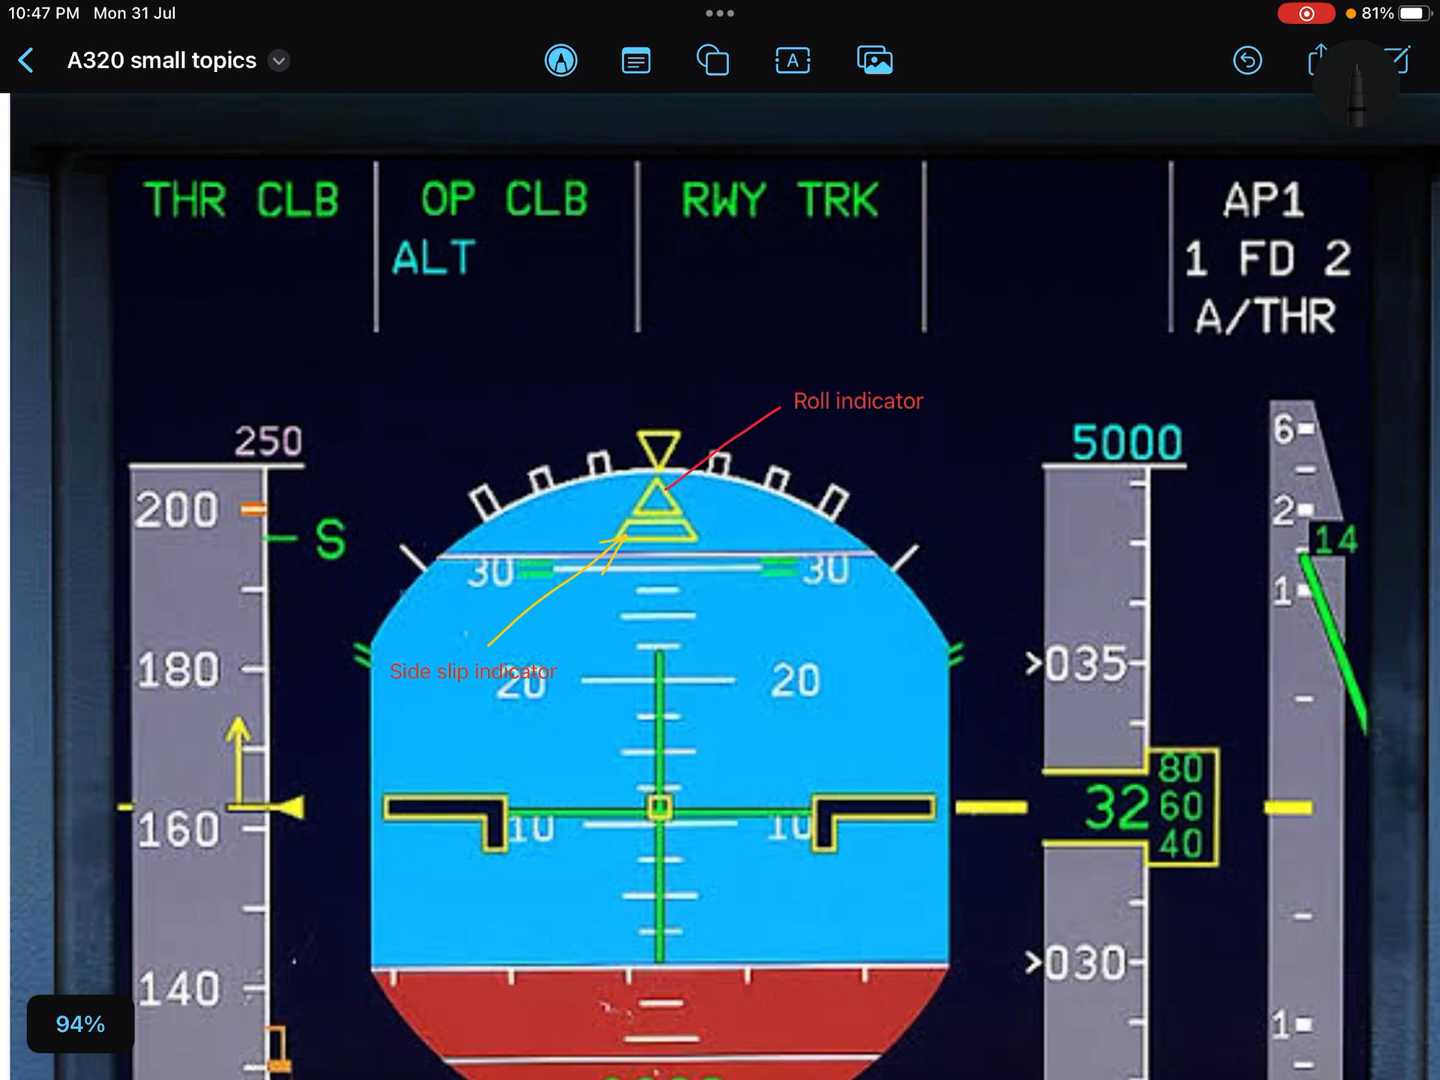 10:47 PM Mon 31 Jul
81%
A320 small topics
A
THR CLB OP CLB RWY TRK AP1
ALT 1 FD 2
A/THR
Roll indicator
250 5000
6
200 2
S 14
30 30
1
Side slip indicator
180 20 20 035
80
160 10 10 32 60
40
030
140
94% 1